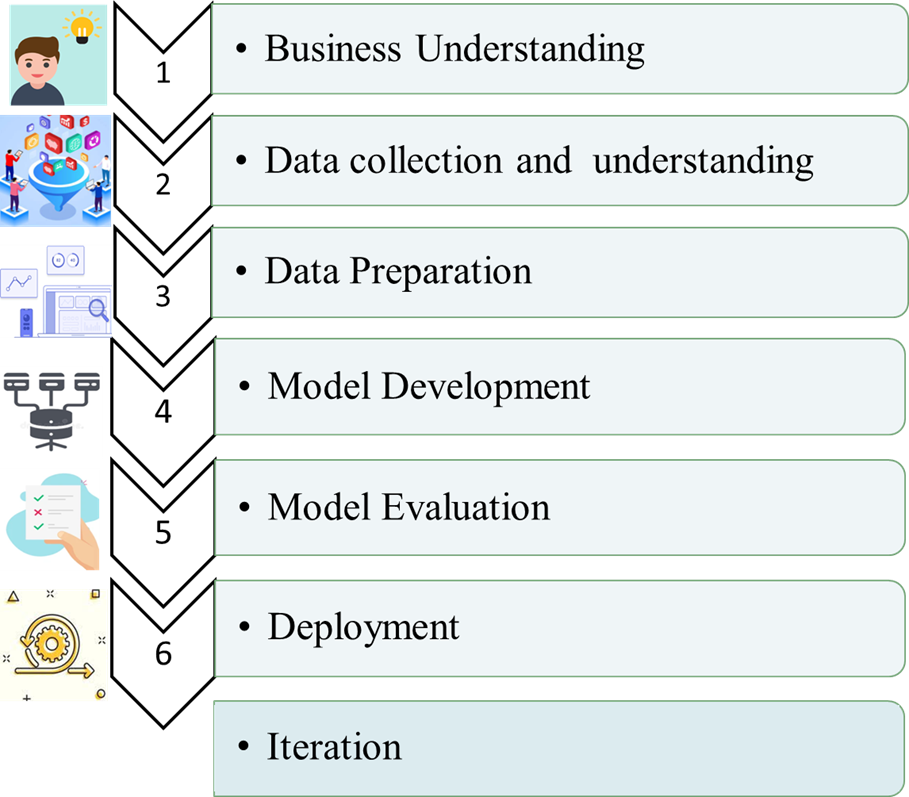 1
• Business Understanding
2
• Data collection and  understanding
3
• Data Preparation
4
• Model Development
5
• Model Evaluation
6
• Deployment
• Iteration